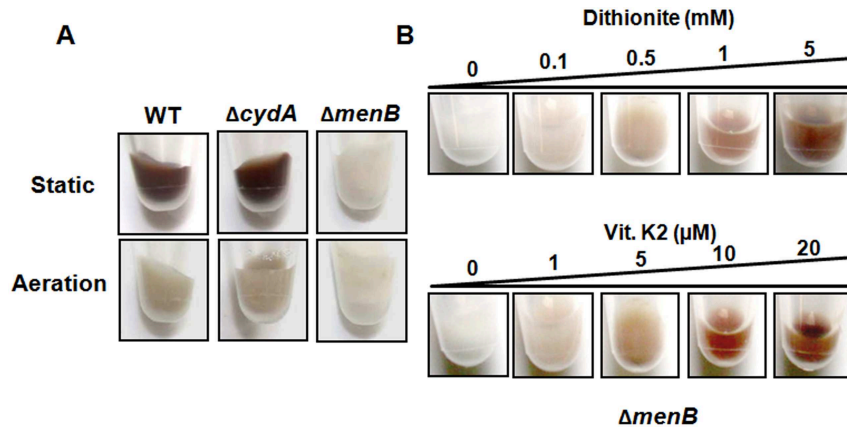 A
WT ΔcydA ΔmenB
Static
Aeration
B
Dithionite (mM)
0 0.1 0.5 1 5
Vit. K2 (µM)
0 1 5 10 20
ΔmenB